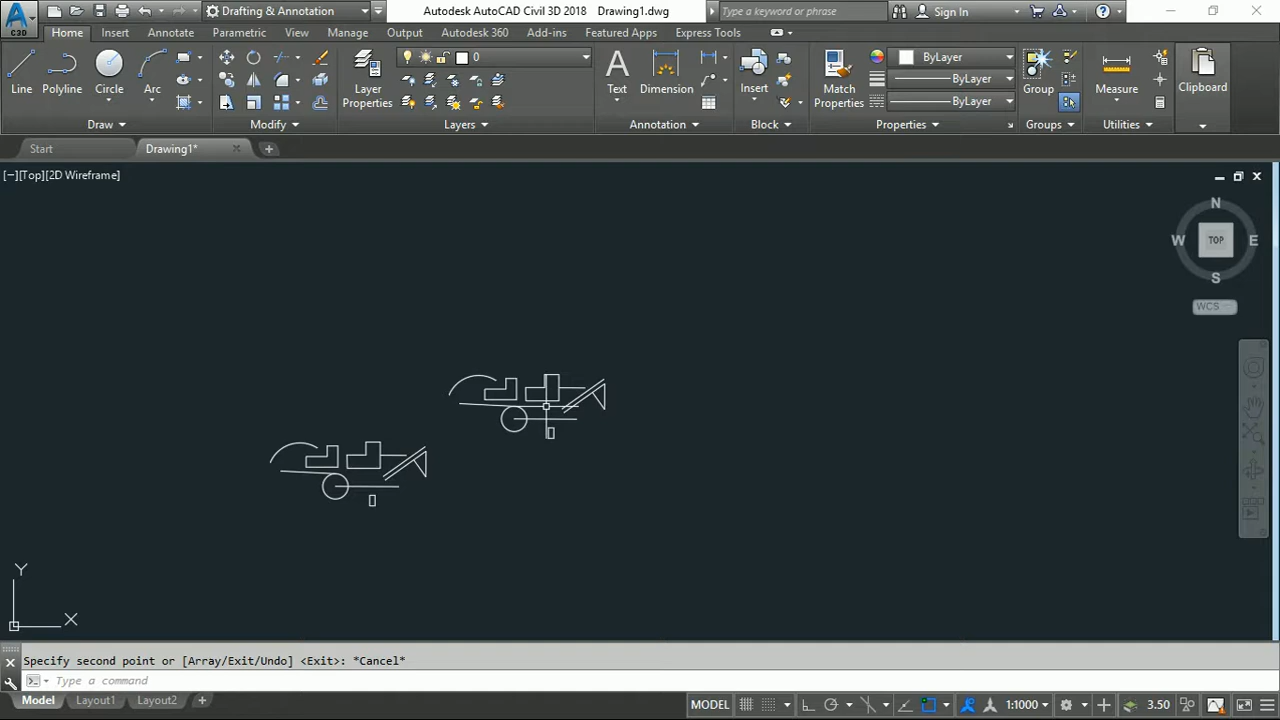 Drafting & Annotation
Autodesk AutoCAD Civil 3D 2018 Drawing1.dwg
Type a keyword or phrase
Sign In
C3D
Home Insert Annotate Parametric View Manage Output Autodesk 360 Add-ins Featured Apps Express Tools
0
ByLayer
ByLayer
ByLayer
Line Polyline Circle Arc
Layer Properties
Text Dimension
Insert
Match Properties
Group
Measure
Clipboard
Draw Modify Layers Annotation Block Properties Groups Utilities
Start Drawing1*
[−][Top][2D Wireframe]
N
W TOP E
S
WCS
Y
X
Specify second point or [Array/Exit/Undo] <Exit>: *Cancel*
Type a command
Model Layout1 Layout2
MODEL 1:1000 3.50